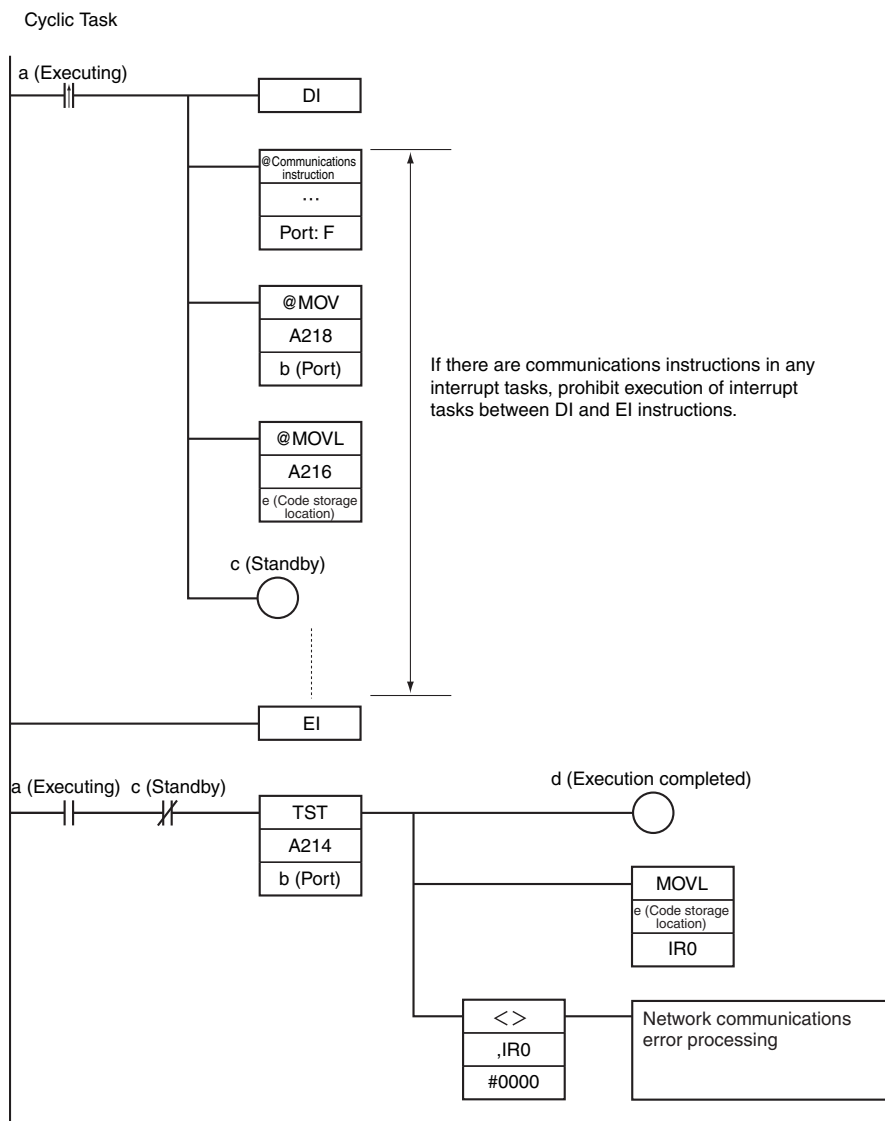 Cyclic Task
a (Executing)
DI
@Communications
instruction
...
Port: F
@MOV
A218
b (Port)
If there are communications instructions in any
interrupt tasks, prohibit execution of interrupt
tasks between DI and EI instructions.
@MOVL
A216
e (Code storage
location)
c (Standby)
EI
a (Executing) c (Standby)
d (Execution completed)
TST
A214
b (Port)
MOVL
e (Code storage
location)
IR0
< >
,IR0
#0000
Network communications
error processing